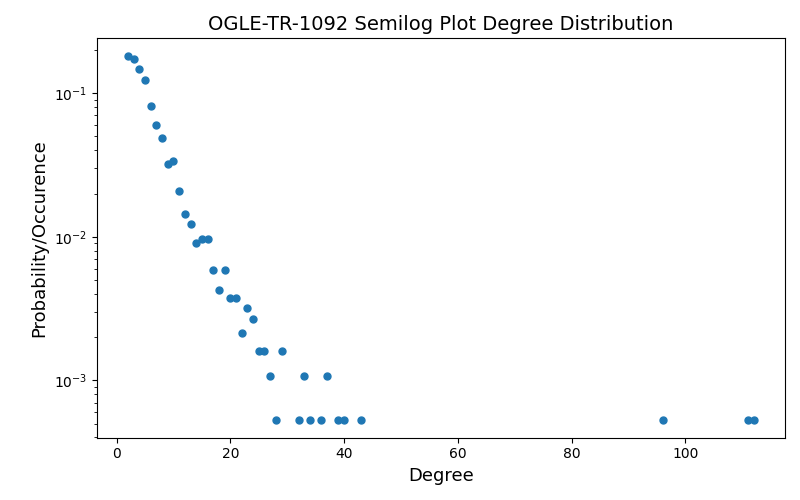 OGLE-TR-1092 Semilog Plot Degree Distribution
Probability/Occurence
10⁻¹
10⁻²
10⁻³
0 20 40 60 80 100
Degree